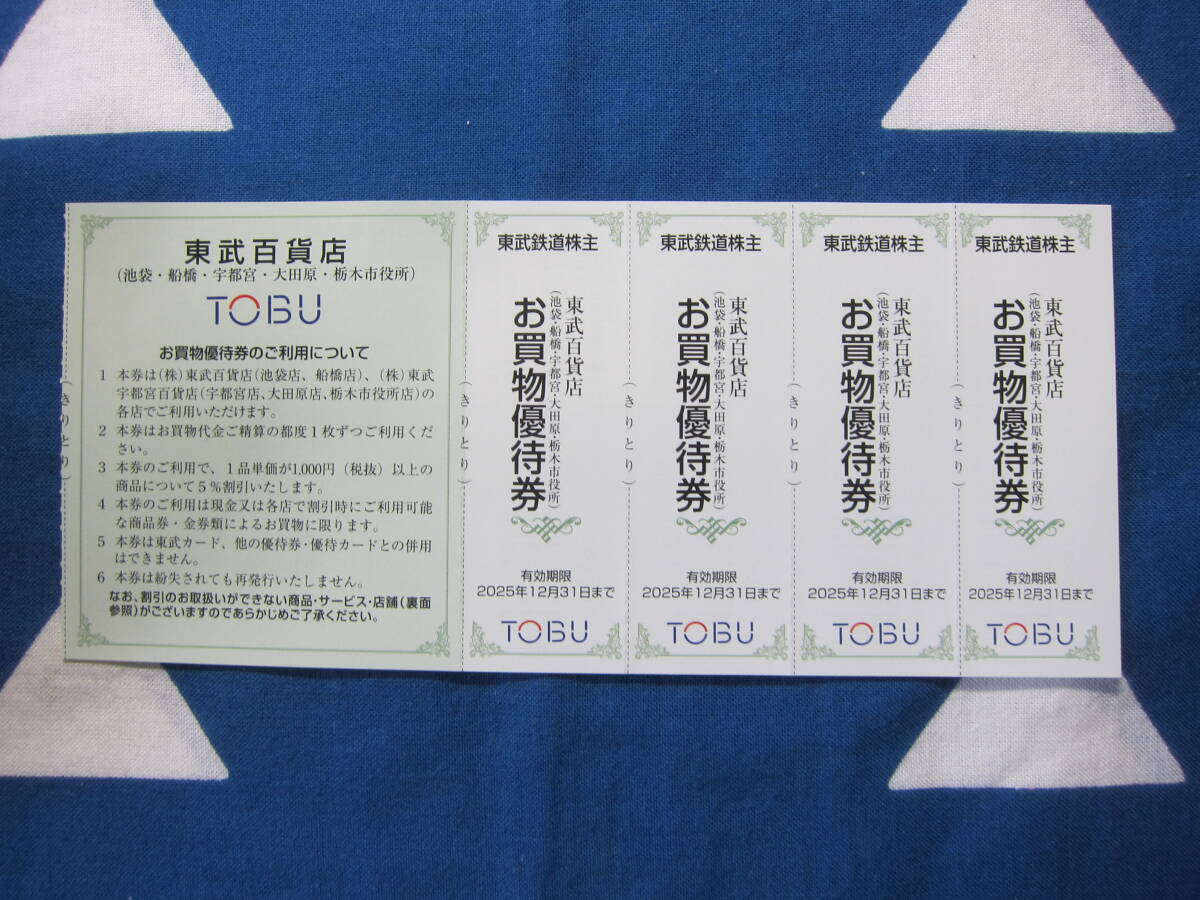 東武百貨店
(池袋・船橋・宇都宮・大田原・栃木市役所)
TOBU
お買物優待券のご利用について
1 本券は(株)東武百貨店(池袋店、船橋店)、(株)東武
宇都宮百貨店(宇都宮店、大田原店、栃木市役所店)の
各店でご利用いただけます。
2 本券はお買物代金ご精算の都度1枚ずつご利用くだ
さい。
3 本券のご利用で、1品単価が1,000円(税抜)以上の
商品について5%割引いたします。
4 本券のご利用は現金又は各店で割引時にご利用可能
な商品券・金券類によるお買物に限ります。
5 本券は東武カード、他の優待券・優待カードとの併用
はできません。
6 本券は紛失されても再発行いたしません。
なお、割引のお取扱いができない商品・サービス・店舗(裏面
参照)がございますのであらかじめご了承ください。
(きりとり)
(きりとり)
東武鉄道株主
東武百貨店
(池袋・船橋・宇都宮・大田原・栃木市役所)
お買物優待券
有効期限
2025年12月31日まで
TOBU
(きりとり)
東武鉄道株主
東武百貨店
(池袋・船橋・宇都宮・大田原・栃木市役所)
お買物優待券
有効期限
2025年12月31日まで
TOBU
(きりとり)
東武鉄道株主
東武百貨店
(池袋・船橋・宇都宮・大田原・栃木市役所)
お買物優待券
有効期限
2025年12月31日まで
TOBU
(きりとり)
東武鉄道株主
東武百貨店
(池袋・船橋・宇都宮・大田原・栃木市役所)
お買物優待券
有効期限
2025年12月31日まで
TOBU